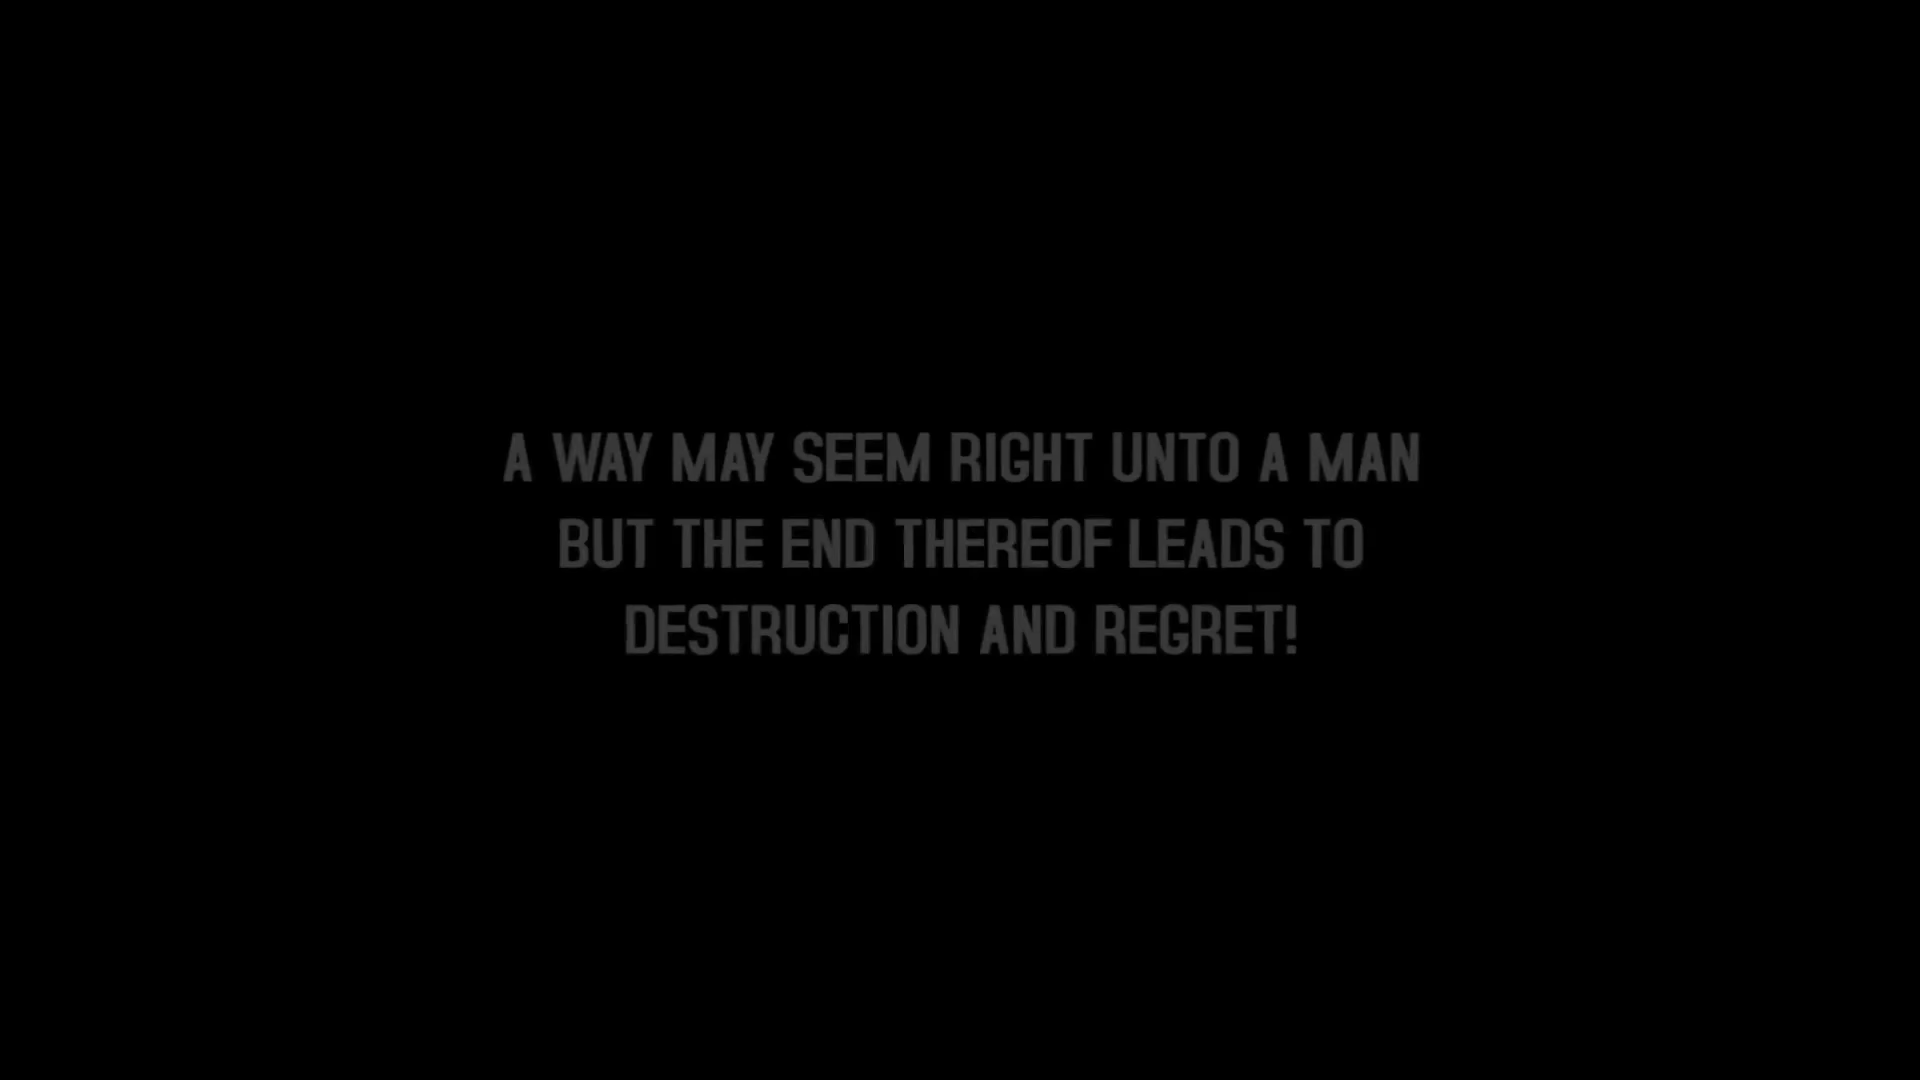 A WAY MAY SEEM RIGHT UNTO A MAN
BUT THE END THEREOF LEADS TO
DESTRUCTION AND REGRET!